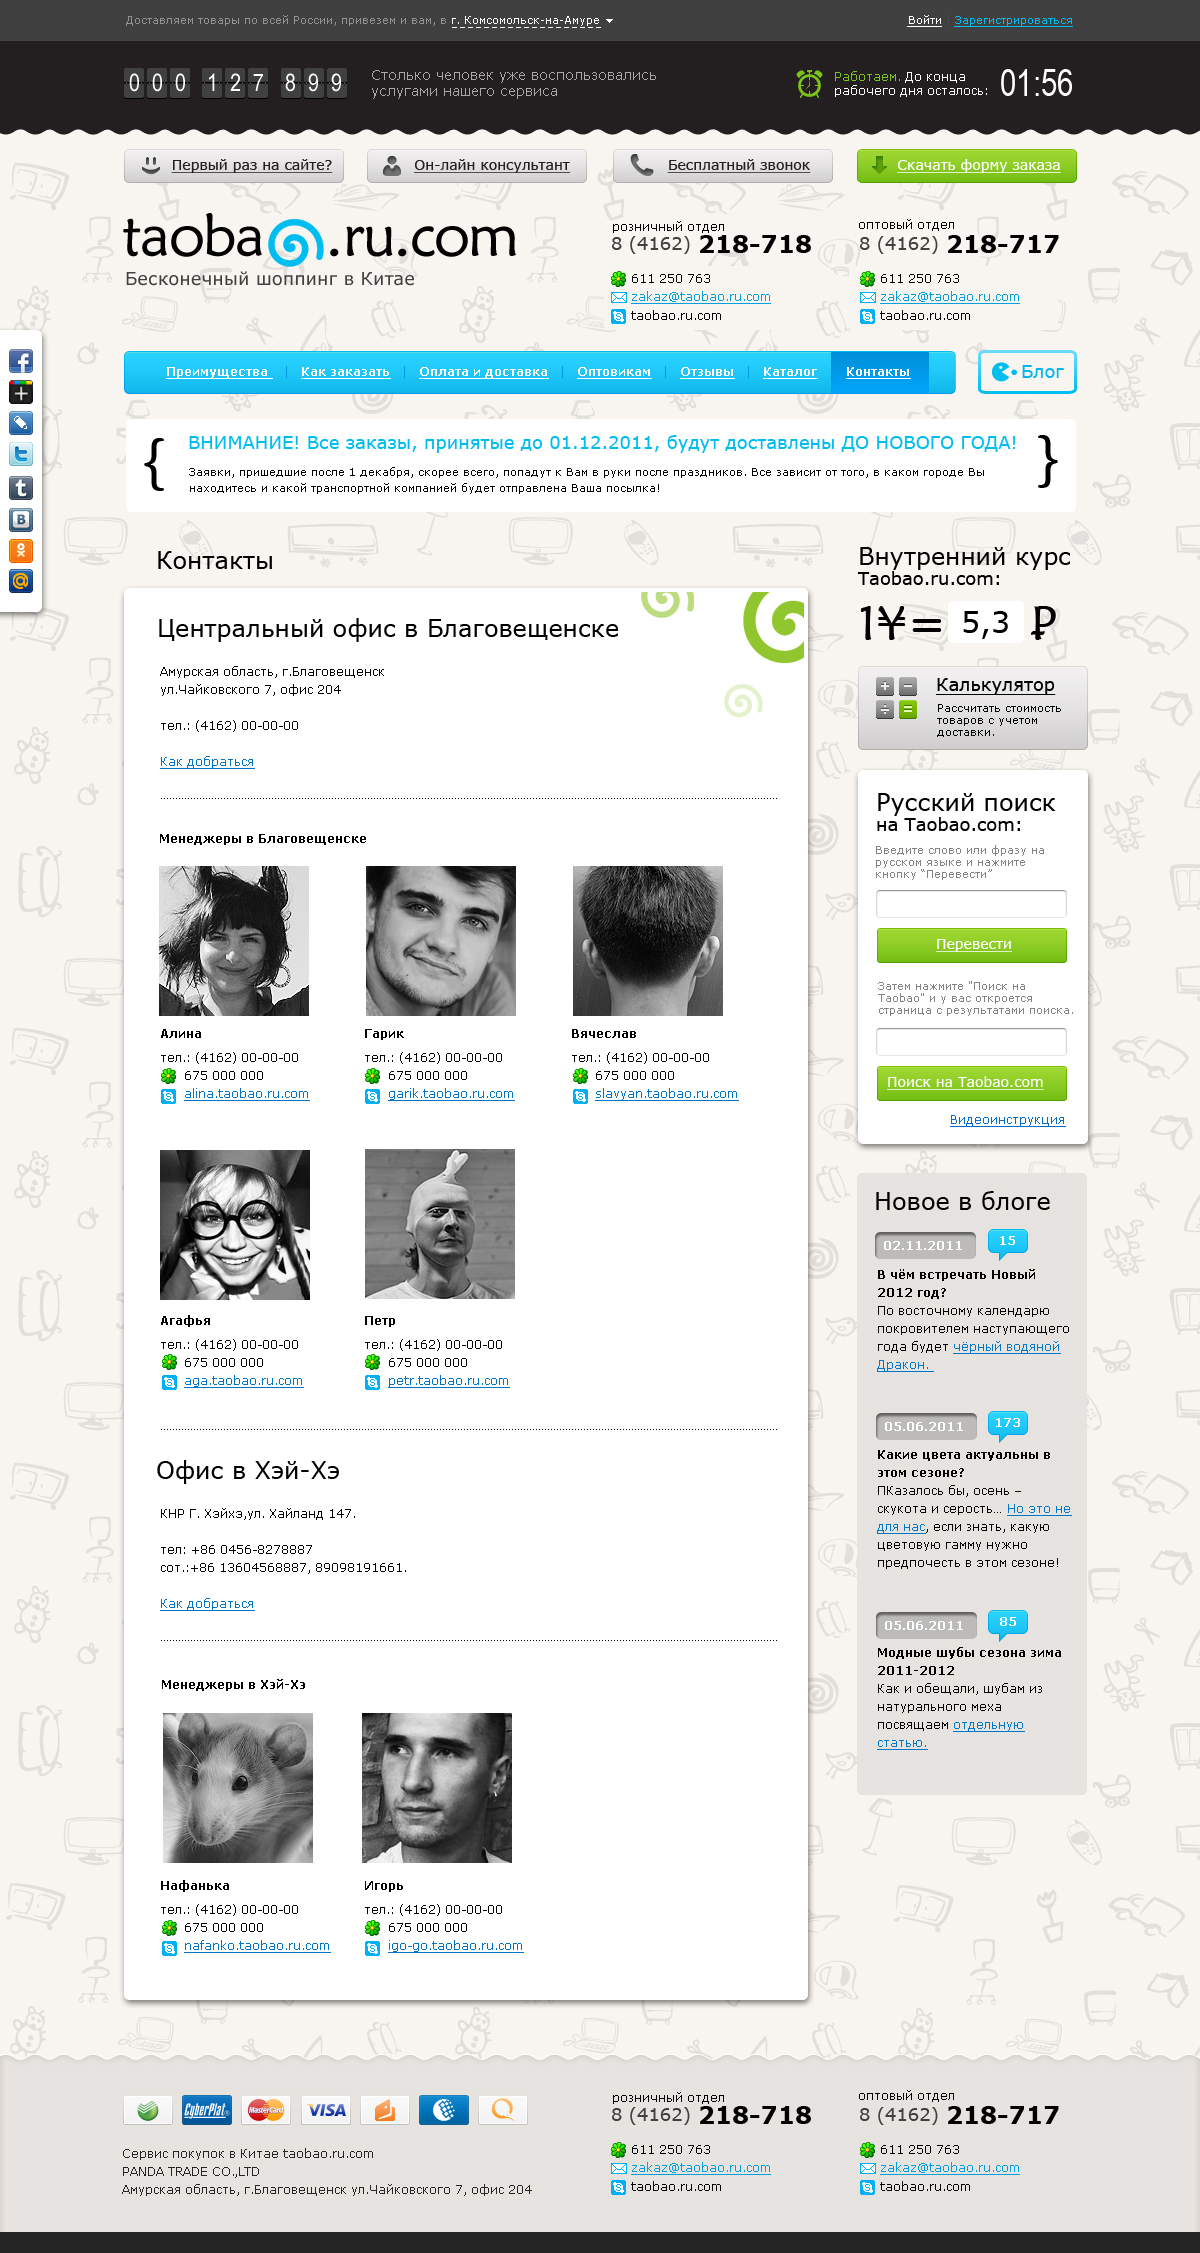 Доставляем товары по всей России, привезем и вам, в г. Комсомольск-на-Амуре
Войти
Зарегистрироваться
000 127 899
Столько человек уже воспользовались
услугами нашего сервиса
Работаем. До конца
рабочего дня осталось:
01:56
Первый раз на сайте?
Он-лайн консультант
Бесплатный звонок
Скачать форму заказа
taobao.ru.com
Бесконечный шоппинг в Китае
розничный отдел
8 (4162) 218-718
611 250 763
zakaz@taobao.ru.com
taobao.ru.com
оптовый отдел
8 (4162) 218-717
611 250 763
zakaz@taobao.ru.com
taobao.ru.com
Преимущества
Как заказать
Оплата и доставка
Оптовикам
Отзывы
Каталог
Контакты
Блог
{ ВНИМАНИЕ! Все заказы, принятые до 01.12.2011, будут доставлены ДО НОВОГО ГОДА! }
Заявки, пришедшие после 1 декабря, скорее всего, попадут к Вам в руки после праздников. Все зависит от того, в каком городе Вы
находитесь и какой транспортной компанией будет отправлена Ваша посылка!
Контакты
Центральный офис в Благовещенске
Амурская область, г.Благовещенск
ул.Чайковского 7, офис 204
тел.: (4162) 00-00-00
Как добраться
Менеджеры в Благовещенске
Алина
тел.: (4162) 00-00-00
675 000 000
alina.taobao.ru.com
Гарик
тел.: (4162) 00-00-00
675 000 000
garik.taobao.ru.com
Вячеслав
тел.: (4162) 00-00-00
675 000 000
slavyan.taobao.ru.com
Агафья
тел.: (4162) 00-00-00
675 000 000
aga.taobao.ru.com
Петр
тел.: (4162) 00-00-00
675 000 000
petr.taobao.ru.com
Офис в Хэй-Хэ
КНР Г. Хэйхэ,ул. Хайланд 147.
тел: +86 0456-8278887
сот.:+86 13604568887, 89098191661.
Как добраться
Менеджеры в Хэй-Хэ
Нафанька
тел.: (4162) 00-00-00
675 000 000
nafanko.taobao.ru.com
Игорь
тел.: (4162) 00-00-00
675 000 000
igo-go.taobao.ru.com
Внутренний курс
Taobao.ru.com:
1¥= 5,3 ₽
Калькулятор
Рассчитать стоимость
товаров с учетом
доставки.
Русский поиск
на Taobao.com:
Введите слово или фразу на
русском языке и нажмите
кнопку “Перевести”
Перевести
Затем нажмите "Поиск на
Taobao" и у вас откроется
страница с результатами поиска.
Поиск на Taobao.com
Видеоинструкция
Новое в блоге
02.11.2011 15
В чём встречать Новый
2012 год?
По восточному календарю
покровителем наступающего
года будет чёрный водяной
Дракон.
05.06.2011 173
Какие цвета актуальны в
этом сезоне?
ПКазалось бы, осень –
скукота и серость... Но это не
для нас, если знать, какую
цветовую гамму нужно
предпочесть в этом сезоне!
05.06.2011 85
Модные шубы сезона зима
2011-2012
Как и обещали, шубам из
натурального меха
посвящаем отдельную
статью.
CyberPlat
MasterCard
VISA
Сервис покупок в Китае taobao.ru.com
PANDA TRADE CO.,LTD
Амурская область, г.Благовещенск ул.Чайковского 7, офис 204
розничный отдел
8 (4162) 218-718
611 250 763
zakaz@taobao.ru.com
taobao.ru.com
оптовый отдел
8 (4162) 218-717
611 250 763
zakaz@taobao.ru.com
taobao.ru.com